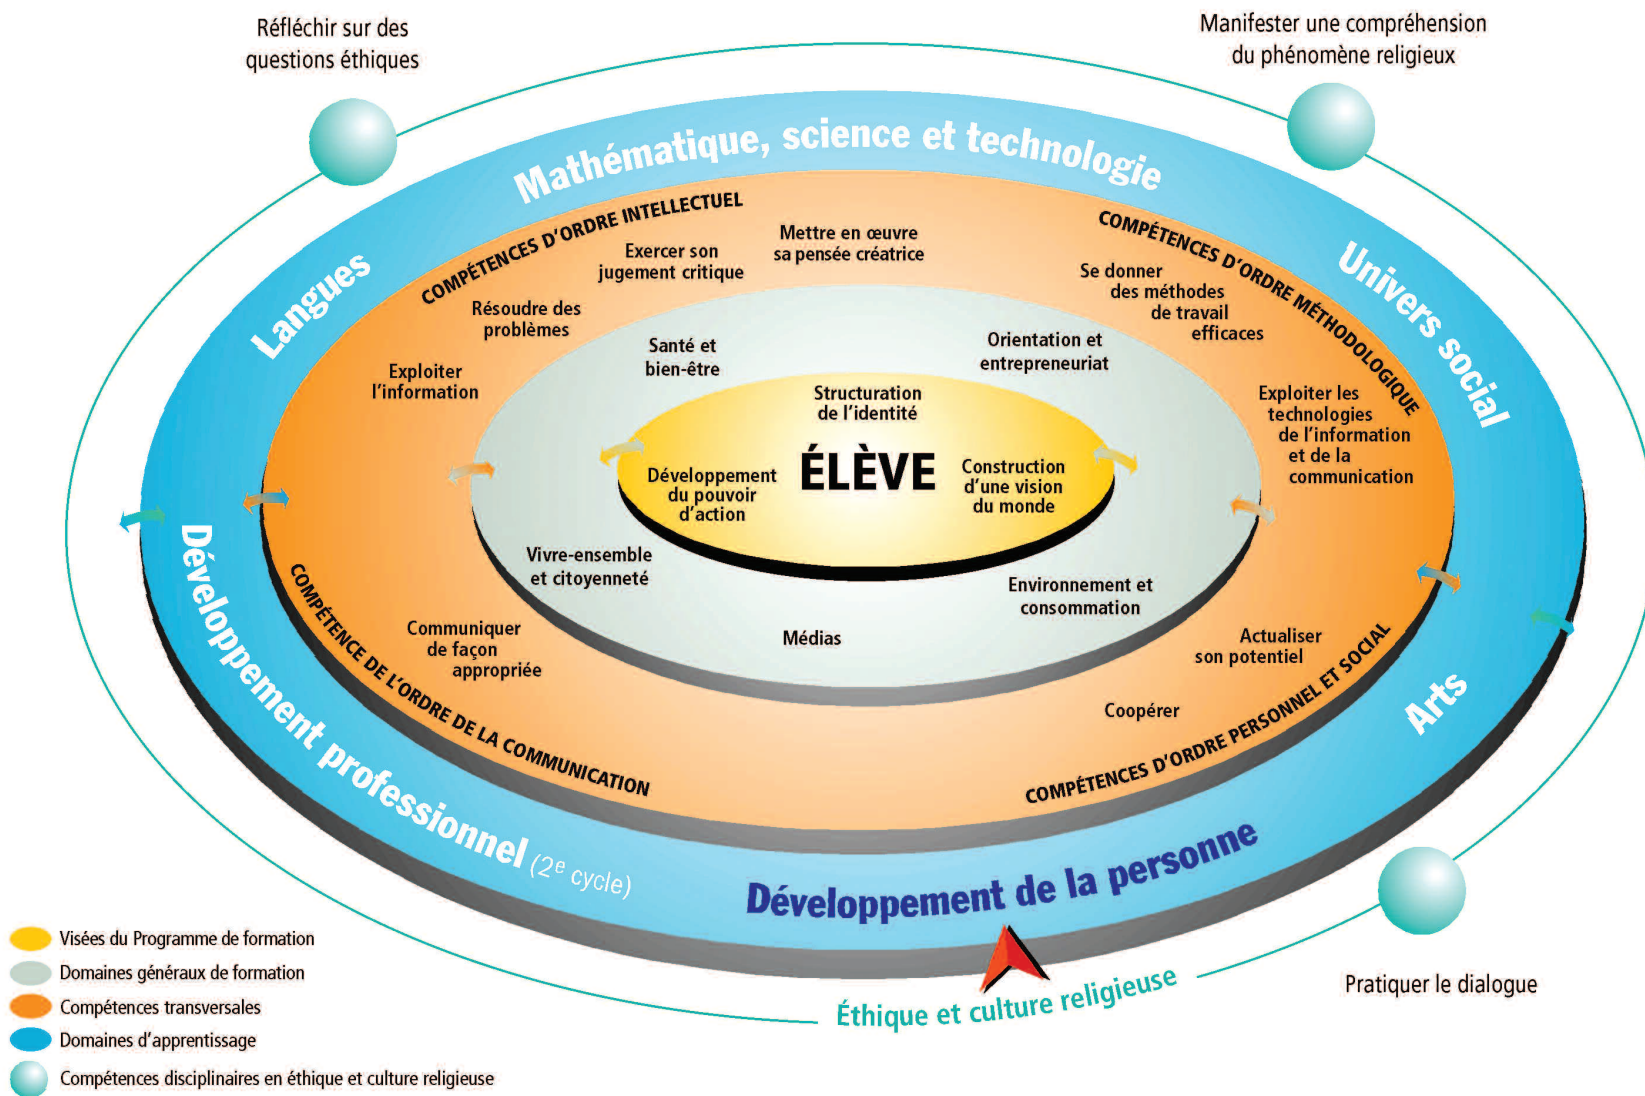 Réfléchir sur des
questions éthiques
Manifester une compréhension
du phénomène religieux
Mathématique, science et technologie
Langues
Univers social
COMPÉTENCES D'ORDRE INTELLECTUEL
COMPÉTENCES D'ORDRE MÉTHODOLOGIQUE
Exploiter
l'information
Résoudre des
problèmes
Exercer son
jugement critique
Mettre en œuvre
sa pensée créatrice
Se donner
des méthodes
de travail
efficaces
Exploiter les
technologies
de l'information
et de la
communication
Santé et
bien-être
Orientation et
entrepreneuriat
Structuration
de l'identité
ÉLÈVE
Développement
du pouvoir
d'action
Construction
d'une vision
du monde
Vivre-ensemble
et citoyenneté
Médias
Environnement et
consommation
Communiquer
de façon
appropriée
Actualiser
son potentiel
Coopérer
COMPÉTENCE DE L'ORDRE DE LA COMMUNICATION
COMPÉTENCES D'ORDRE PERSONNEL ET SOCIAL
Développement professionnel (2e cycle)
Développement de la personne
Arts
Éthique et culture religieuse
Pratiquer le dialogue
Visées du Programme de formation
Domaines généraux de formation
Compétences transversales
Domaines d'apprentissage
Compétences disciplinaires en éthique et culture religieuse